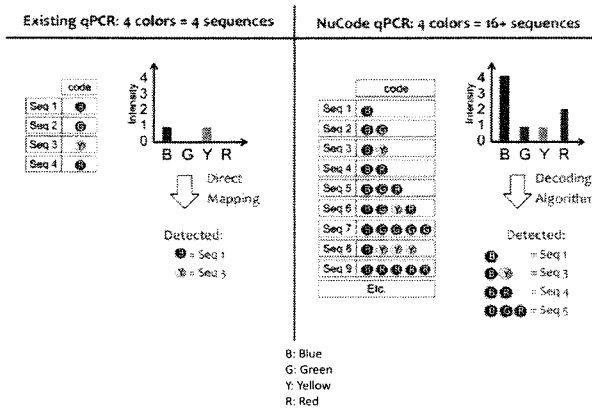 Existing qPCR: 4 colors = 4 sequences
code
Seq 1 B
Seq 2 G
Seq 3 Y
Seq 4 R
Intensity
4
3
2
1
0
B G Y R
Direct
Mapping
Detected:
B = Seq 1
Y = Seq 3
NuCode qPCR: 4 colors = 16+ sequences
code
Seq 1 B
Seq 2 B G
Seq 3 B Y
Seq 4 B R
Seq 5 B G R
Seq 6 B G Y R
Seq 7 B G G G G
Seq 8 B Y Y Y
Seq 9 B R R R R
Etc.
Intensity
4
3
2
1
0
B G Y R
Decoding
Algorithm
Detected:
B = Seq 1
B Y = Seq 3
B R = Seq 4
B G R = Seq 5
B: Blue
G: Green
Y: Yellow
R: Red